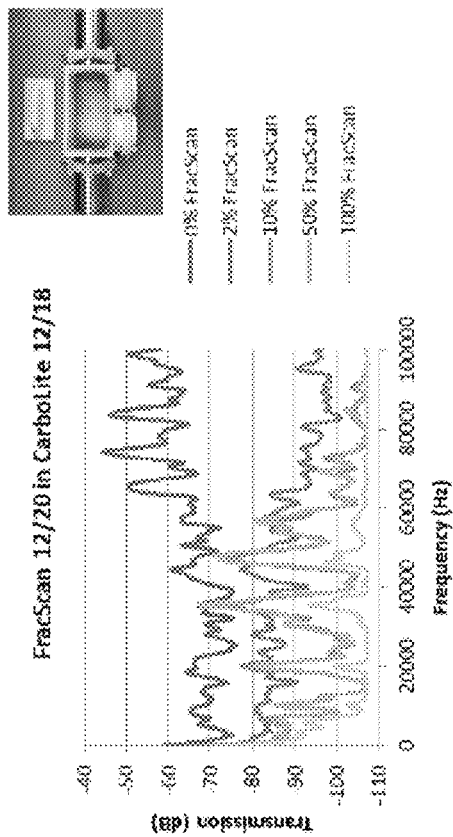 FracScan 12/20 in CarboLite 12/18
Transmission (dB)
-40
-50
-60
-70
-80
-90
-100
-110
0
20000
40000
60000
80000
100000
Frequency (Hz)
0% FracScan
2% FracScan
10% FracScan
50% FracScan
100% FracScan